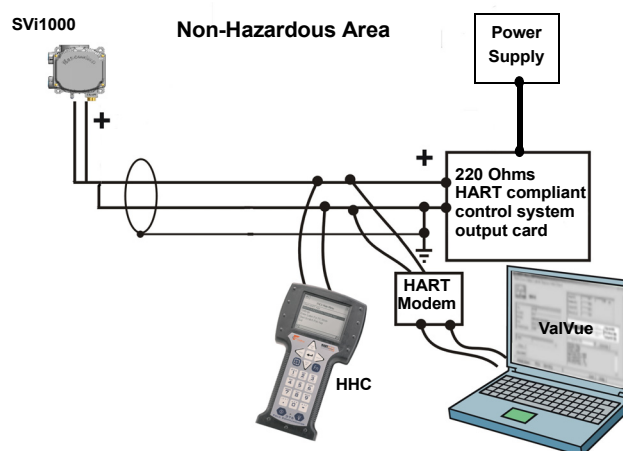 SVi1000
Non-Hazardous Area
Power
Supply
+
+
220 Ohms
HART compliant
control system
output card
HART
Modem
ValVue
HHC